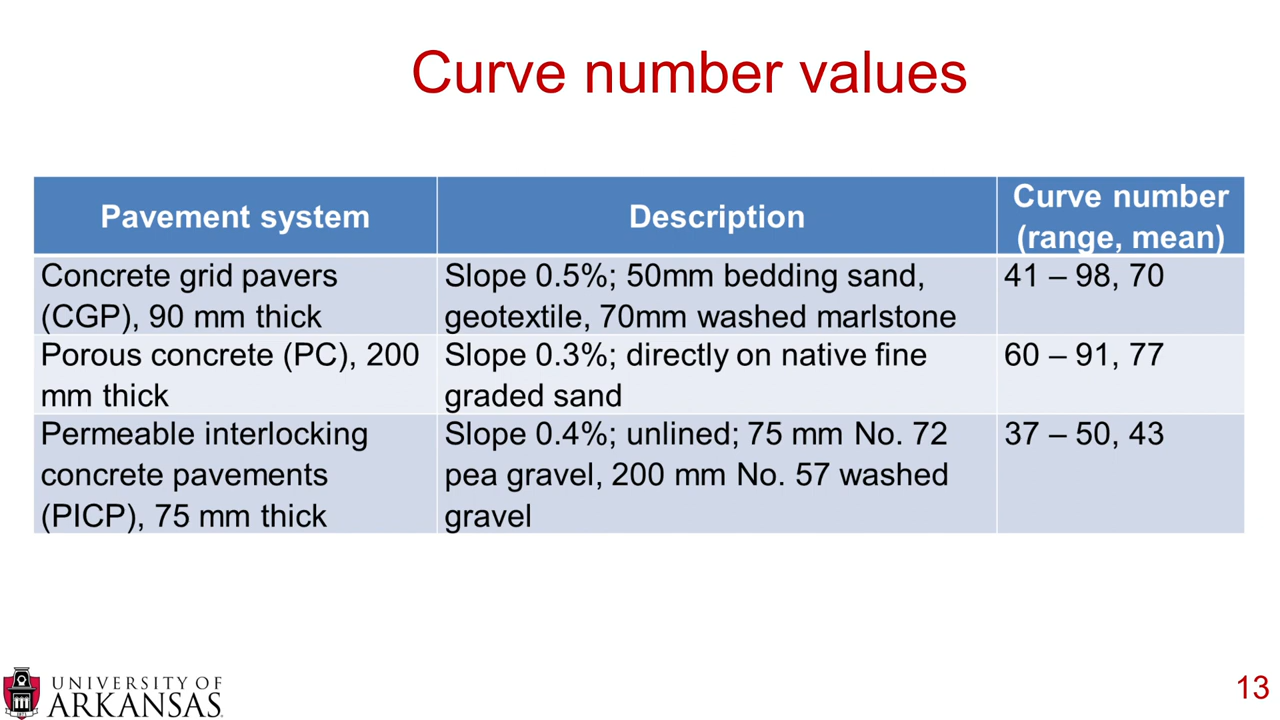 Curve number values
Pavement system
Description
Curve number
(range, mean)
Concrete grid pavers
(CGP), 90 mm thick
Slope 0.5%; 50mm bedding sand,
geotextile, 70mm washed marlstone
41 – 98, 70
Porous concrete (PC), 200
mm thick
Slope 0.3%; directly on native fine
graded sand
60 – 91, 77
Permeable interlocking
concrete pavements
(PICP), 75 mm thick
Slope 0.4%; unlined; 75 mm No. 72
pea gravel, 200 mm No. 57 washed
gravel
37 – 50, 43
UNIVERSITY OF
ARKANSAS
13